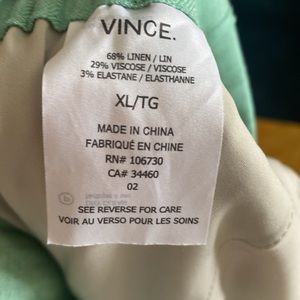 VINCE.
68% LINEN / LIN
29% VISCOSE / VISCOSE
3% ELASTANE / ELASTHANNE
XL/TG
MADE IN CHINA
FABRIQUÉ EN CHINE
RN# 106730
CA# 34460
02
SEE REVERSE FOR CARE
VOIR AU VERSO POUR LES SOINS